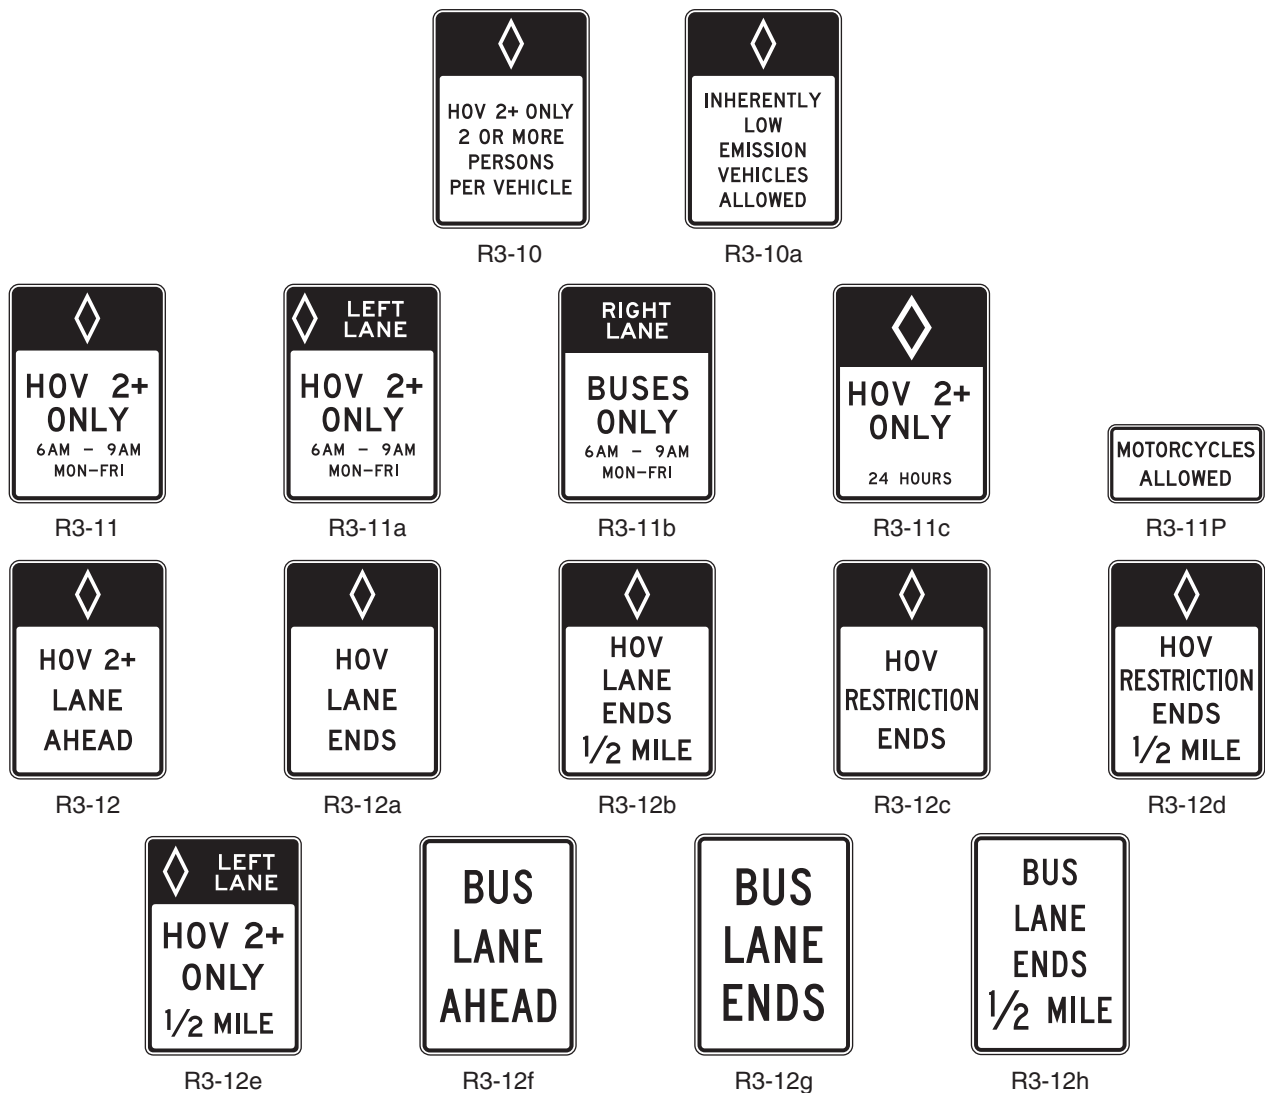 HOV 2+ ONLY
2 OR MORE
PERSONS
PER VEHICLE
R3-10
INHERENTLY
LOW
EMISSION
VEHICLES
ALLOWED
R3-10a
HOV 2+
ONLY
6AM – 9AM
MON–FRI
R3-11
LEFT
LANE
HOV 2+
ONLY
6AM – 9AM
MON–FRI
R3-11a
RIGHT
LANE
BUSES
ONLY
6AM – 9AM
MON–FRI
R3-11b
HOV 2+
ONLY
24 HOURS
R3-11c
MOTORCYCLES
ALLOWED
R3-11P
HOV 2+
LANE
AHEAD
R3-12
HOV
LANE
ENDS
R3-12a
HOV
LANE
ENDS
1/2 MILE
R3-12b
HOV
RESTRICTION
ENDS
R3-12c
HOV
RESTRICTION
ENDS
1/2 MILE
R3-12d
LEFT
LANE
HOV 2+
ONLY
1/2 MILE
R3-12e
BUS
LANE
AHEAD
R3-12f
BUS
LANE
ENDS
R3-12g
BUS
LANE
ENDS
1/2 MILE
R3-12h